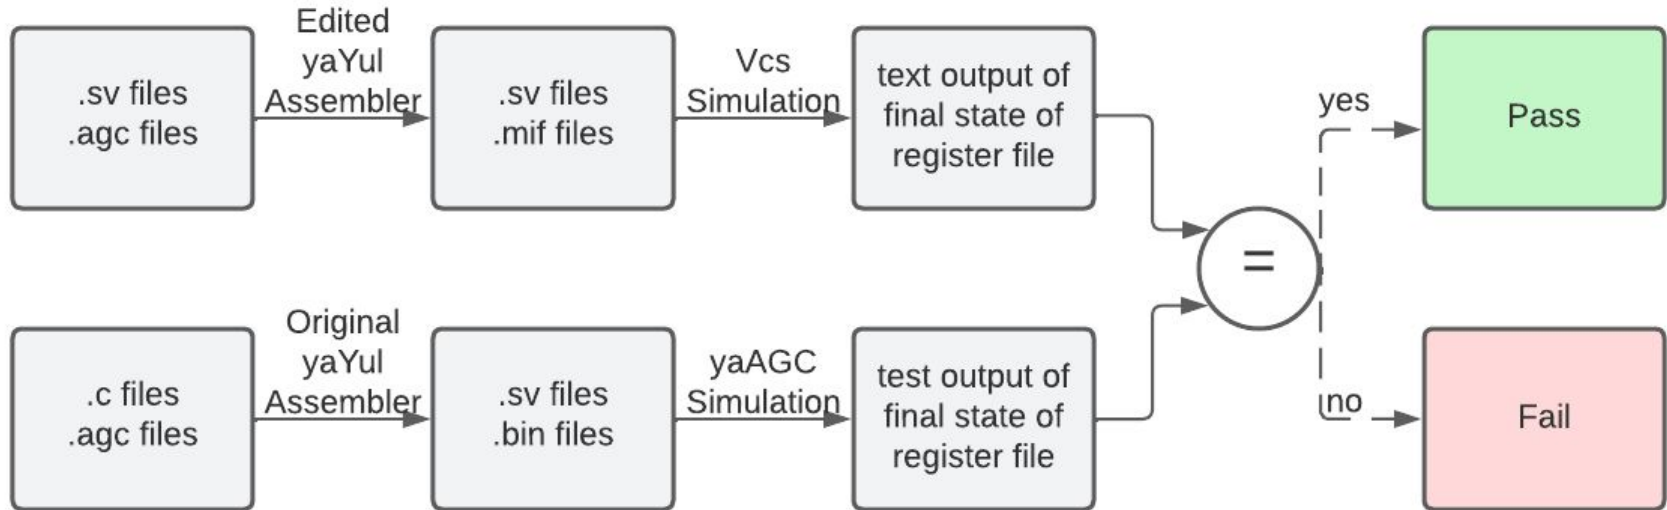 .sv files
.agc files
Edited
yaYul
Assembler
.sv files
.mif files
Vcs
Simulation
text output of
final state of
register file
=
yes
Pass
.c files
.agc files
Original
yaYul
Assembler
.sv files
.bin files
yaAGC
Simulation
test output of
final state of
register file
no
Fail